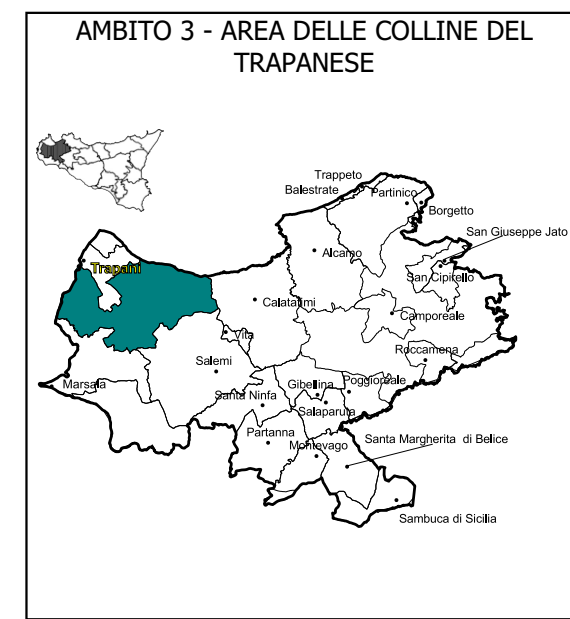 AMBITO 3 - AREA DELLE COLLINE DEL
TRAPANESE
Trappeto
Balestrate
Partinico
Borgetto
San Giuseppe Jato
Alcamo
Trapani
San Cipirello
Calatafimi
Camporeale
Vita
Roccamena
Salemi
Marsala
Gibellina
Poggioreale
Santa Ninfa
Salaparuta
Partanna
Santa Margherita di Belice
Montevago
Sambuca di Sicilia